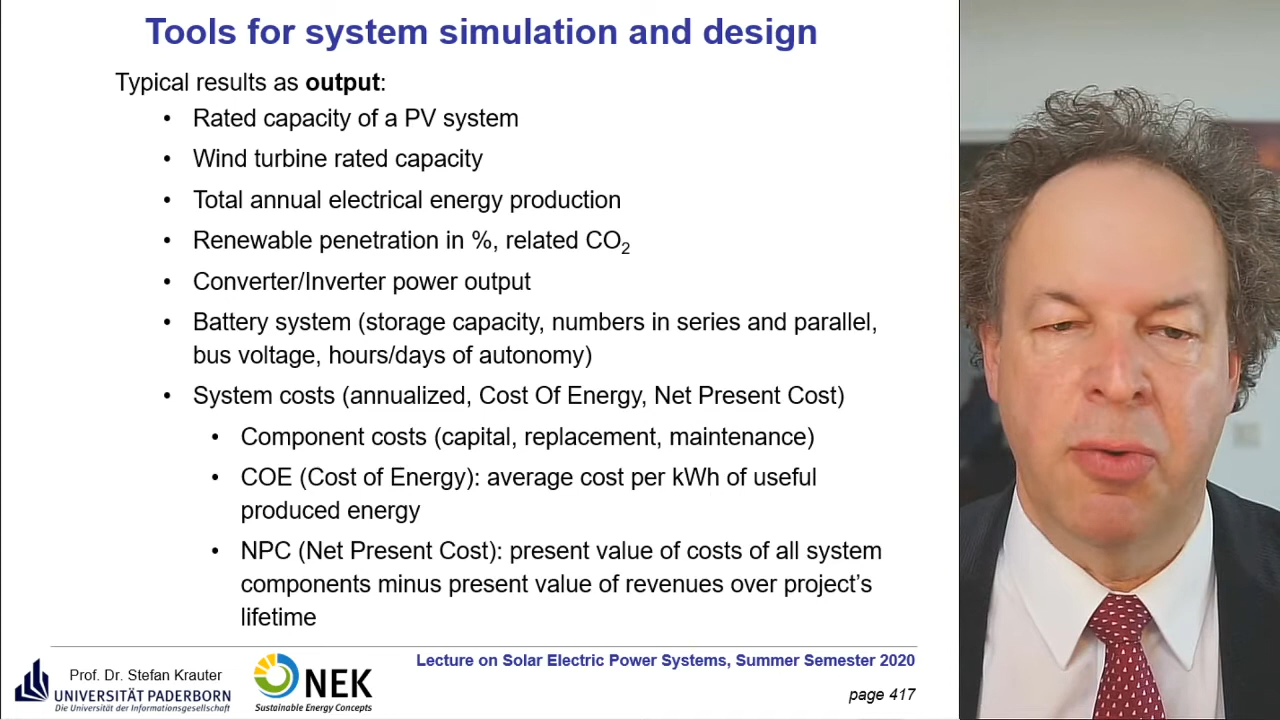 Tools for system simulation and design
Typical results as output:
• Rated capacity of a PV system
• Wind turbine rated capacity
• Total annual electrical energy production
• Renewable penetration in %, related CO₂
• Converter/Inverter power output
• Battery system (storage capacity, numbers in series and parallel,
bus voltage, hours/days of autonomy)
• System costs (annualized, Cost Of Energy, Net Present Cost)
• Component costs (capital, replacement, maintenance)
• COE (Cost of Energy): average cost per kWh of useful
produced energy
• NPC (Net Present Cost): present value of costs of all system
components minus present value of revenues over project's
lifetime
Prof. Dr. Stefan Krauter
UNIVERSITÄT PADERBORN
Die Universität der Informationsgesellschaft
NEK
Sustainable Energy Concepts
Lecture on Solar Electric Power Systems, Summer Semester 2020
page 417